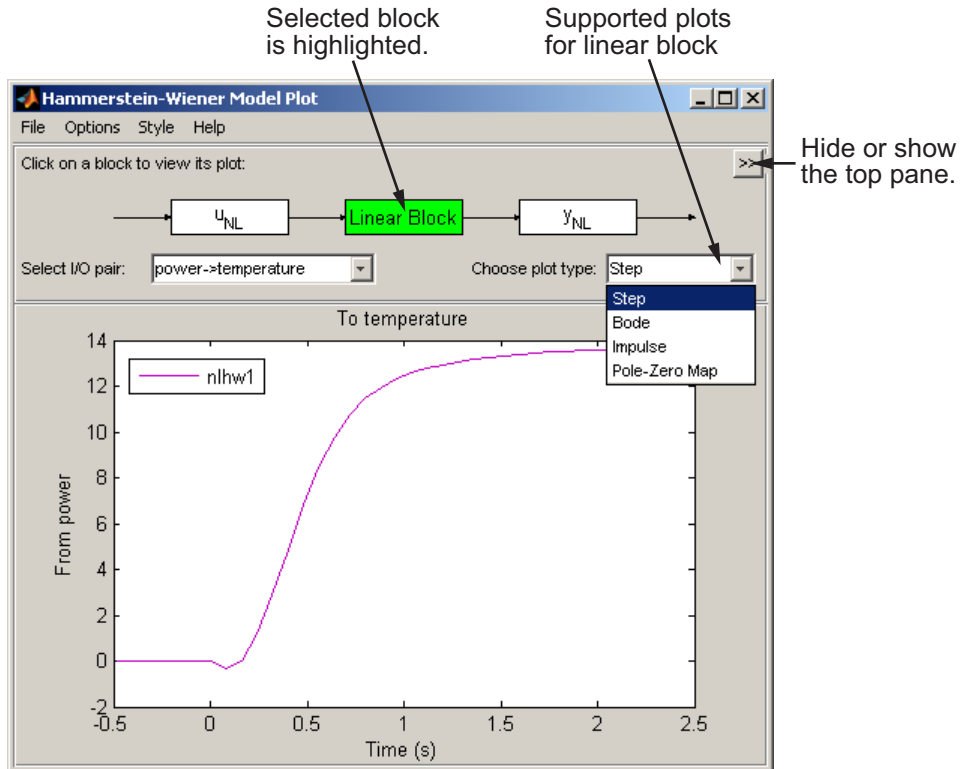 Selected block
is highlighted.
Supported plots
for linear block
Hammerstein-Wiener Model Plot
File Options Style Help
Click on a block to view its plot:
>>
Hide or show
the top pane.
uNL
Linear Block
yNL
Select I/O pair: power->temperature
Choose plot type: Step
Step
Bode
Impulse
Pole-Zero Map
To temperature
nlhw1
From power
14
12
10
8
6
4
2
0
-2
-0.5 0 0.5 1 1.5 2 2.5
Time (s)